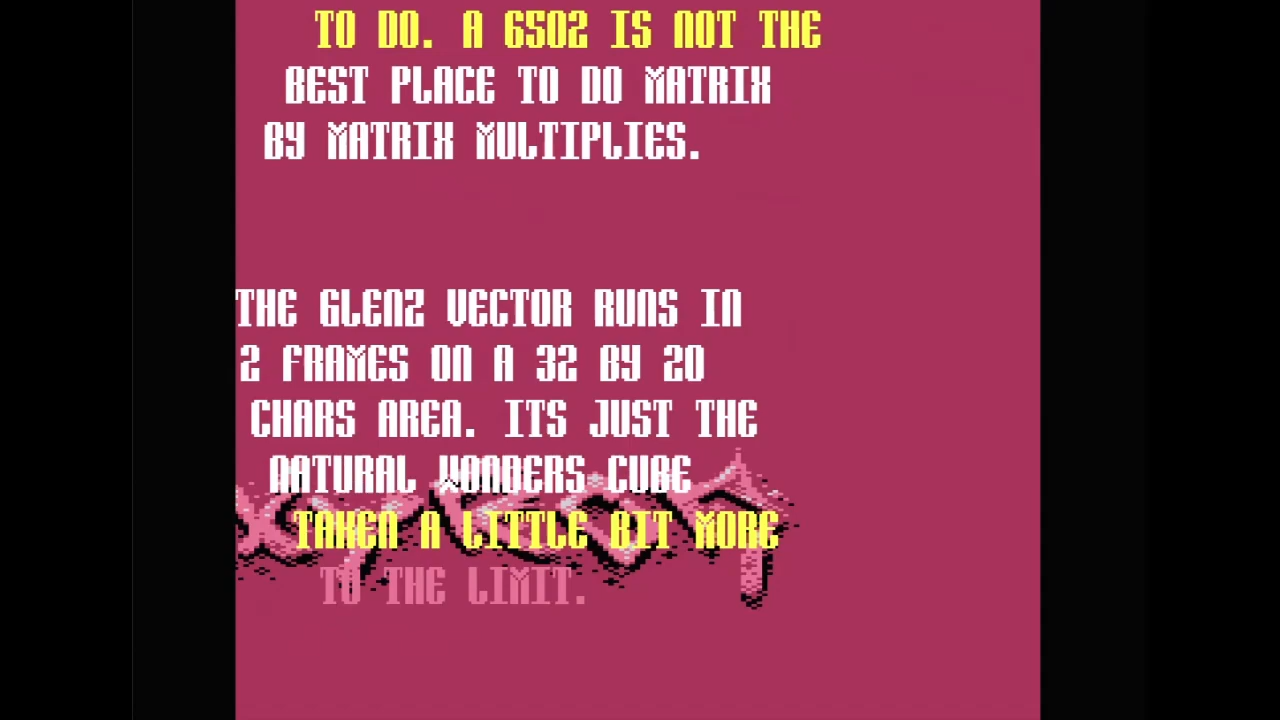 TO DO. A 6502 IS NOT THE
BEST PLACE TO DO MATRIX
BY MATRIX MULTIPLIES.
THE GLENZ VECTOR RUNS IN
2 FRAMES ON A 32 BY 20
CHARS AREA. ITS JUST THE
NATURAL WONDERS CUBE
TAKEN A LITTLE BIT MORE
TO THE LIMIT.